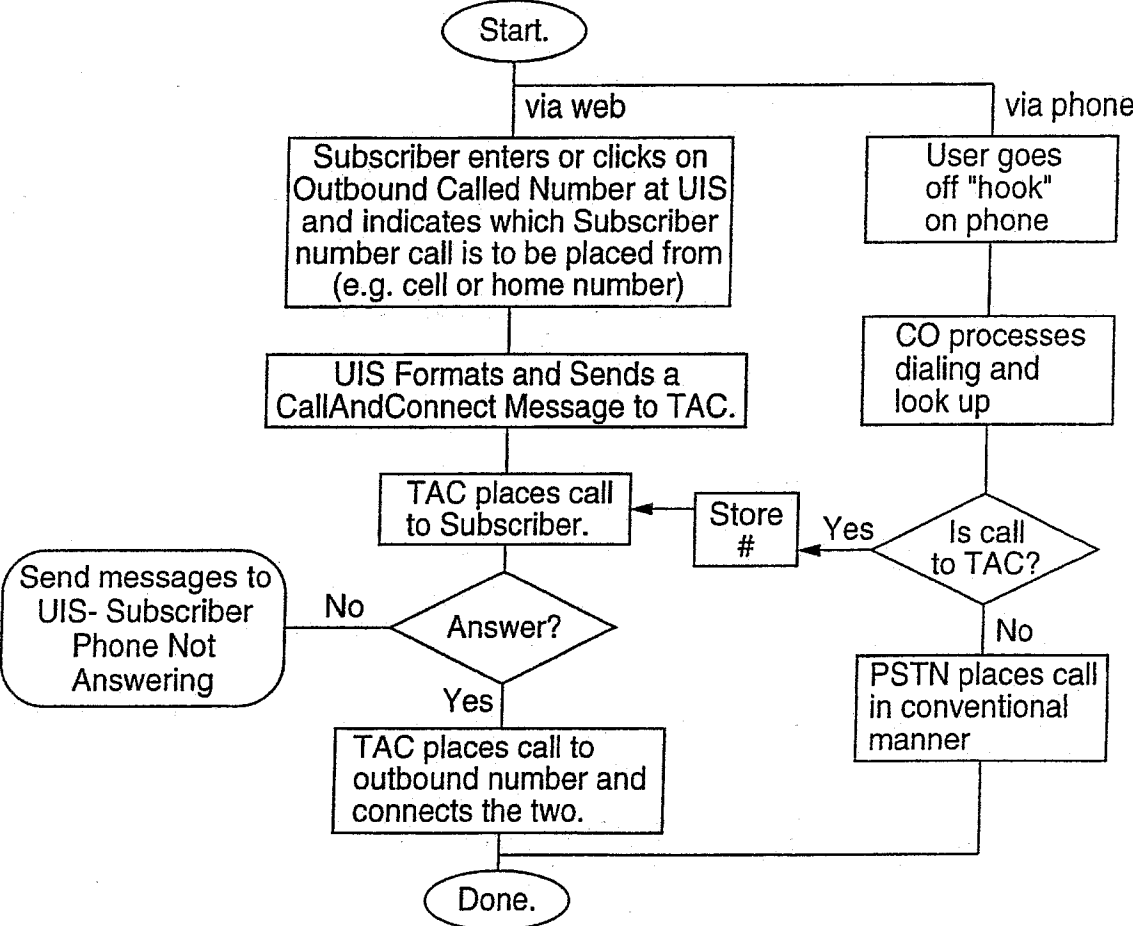 Start.
via web
via phone
Subscriber enters or clicks on
Outbound Called Number at UIS
and indicates which Subscriber
number call is to be placed from
(e.g. cell or home number)
User goes
off "hook"
on phone
UIS Formats and Sends a
CallAndConnect Message to TAC.
CO processes
dialing and
look up
TAC places call
to Subscriber.
Store
#
Yes
Is call
to TAC?
Send messages to
UIS- Subscriber
Phone Not
Answering
No
Answer?
No
Yes
PSTN places call
in conventional
manner
TAC places call to
outbound number and
connects the two.
Done.